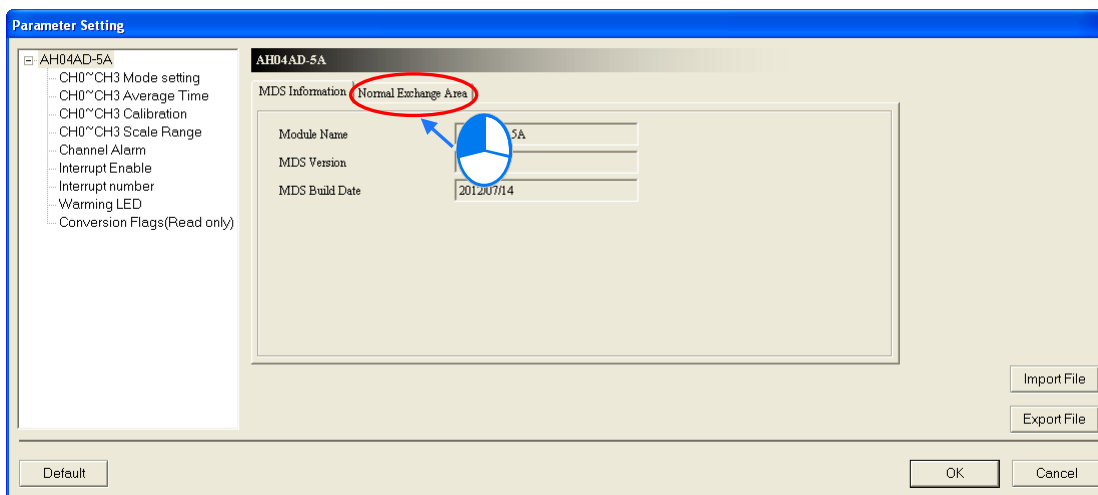 Parameter Setting
AH04AD-5A
CH0~CH3 Mode setting
CH0~CH3 Average Time
CH0~CH3 Calibration
CH0~CH3 Scale Range
Channel Alarm
Interrupt Enable
Interrupt number
Warming LED
Conversion Flags(Read only)
AH04AD-5A
MDS Information
Normal Exchange Area
Module Name
5A
MDS Version
MDS Build Date
2012/07/14
Import File
Export File
Default
OK
Cancel